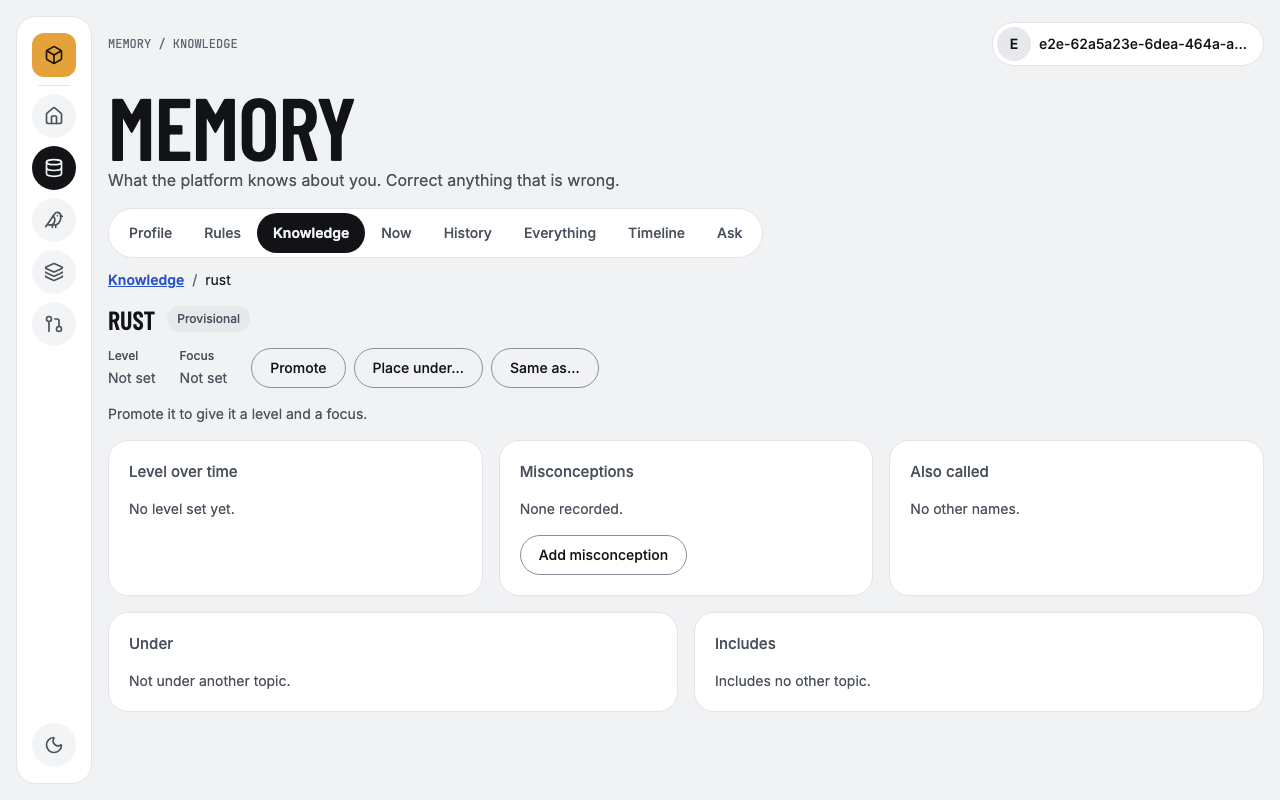 MEMORY / KNOWLEDGE
E e2e-62a5a23e-6dea-464a-a...
MEMORY
What the platform knows about you. Correct anything that is wrong.
Profile Rules Knowledge Now History Everything Timeline Ask
Knowledge / rust
RUST Provisional
Level Focus
Not set Not set Promote Place under... Same as...
Promote it to give it a level and a focus.
Level over time
No level set yet.
Misconceptions
None recorded.
Add misconception
Also called
No other names.
Under
Not under another topic.
Includes
Includes no other topic.